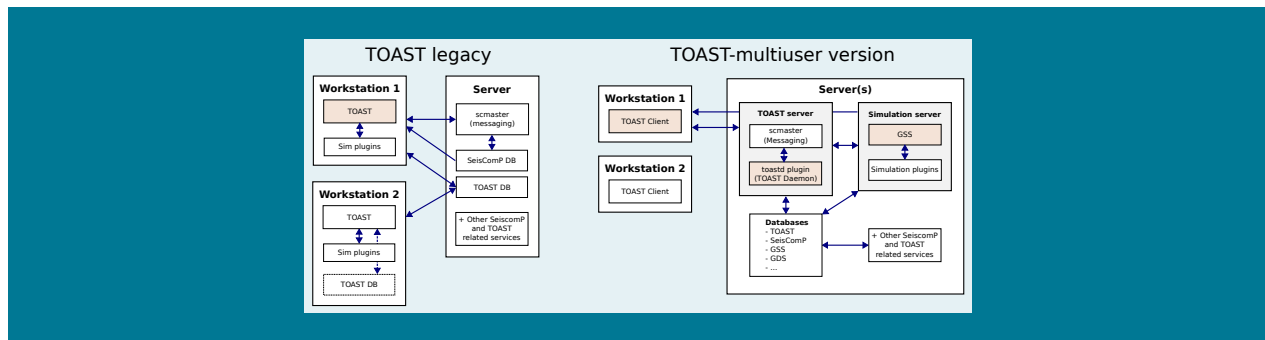 TOAST legacy
Workstation 1
TOAST
Sim plugins
Workstation 2
TOAST
Sim plugins
TOAST DB
Server
scmaster
(messaging)
SeisComP DB
TOAST DB
+ Other SeiscomP
and TOAST
related services
TOAST-multiuser version
Workstation 1
TOAST Client
Workstation 2
TOAST Client
Server(s)
TOAST server
scmaster
(Messaging)
toastd plugin
(TOAST Daemon)
Simulation server
GSS
Simulation plugins
Databases
- TOAST
- SeisComP
- GSS
- GDS
- ...
+ Other SeiscomP
and TOAST
related services